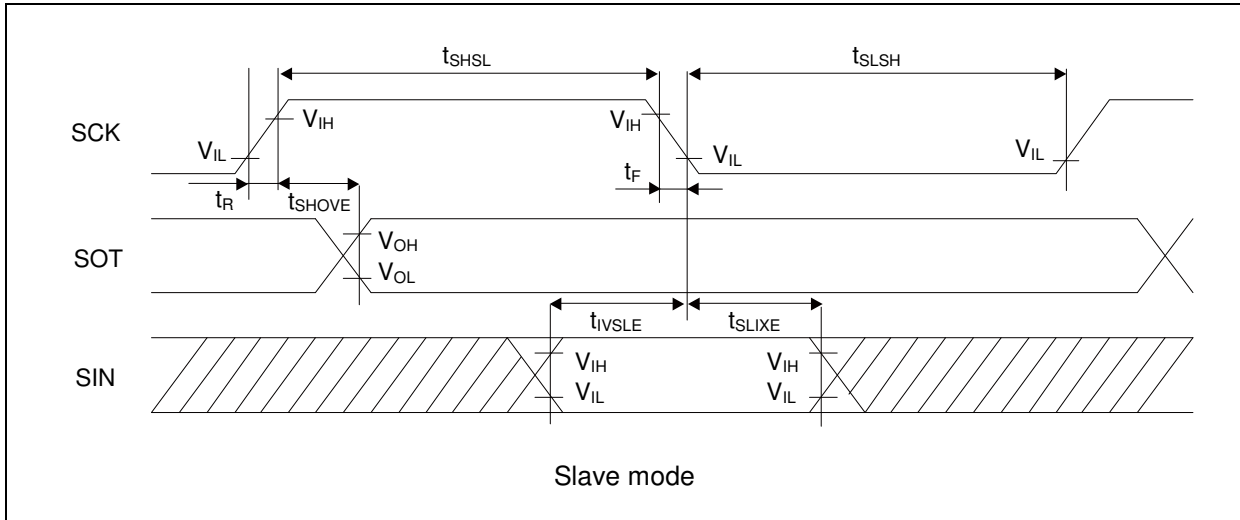 tSHSL tSLSH
SCK VIH VIH
VIL VIL VIL
tR tSHOVE tF
SOT VOH
VOL
tIVSLE tSLIXE
SIN VIH VIH
VIL VIL
Slave mode